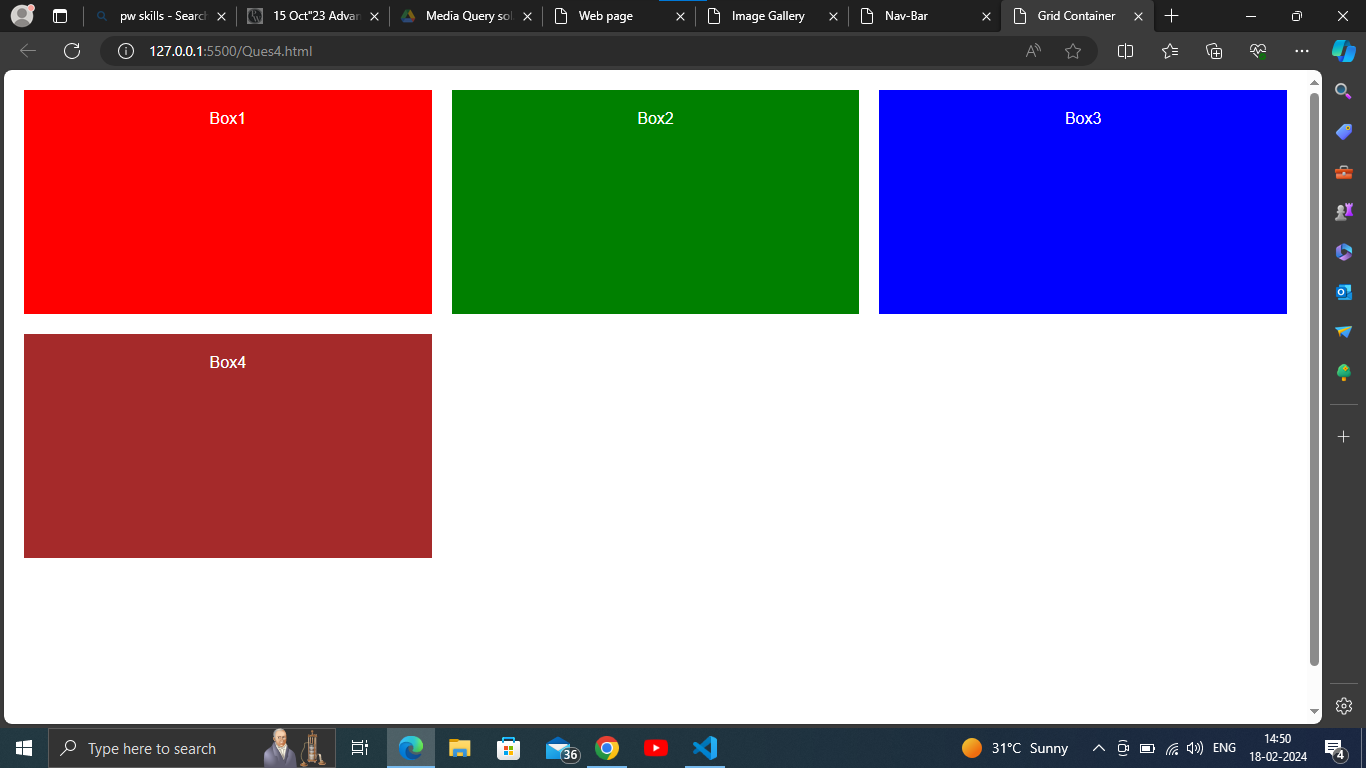 pw skills - Search
15 Oct"23 Advan
Media Query sol
Web page
Image Gallery
Nav-Bar
Grid Container
127.0.0.1:5500/Ques4.html
Box1
Box2
Box3
Box4
Type here to search
36
31°C Sunny
ENG
14:50
18-02-2024
4